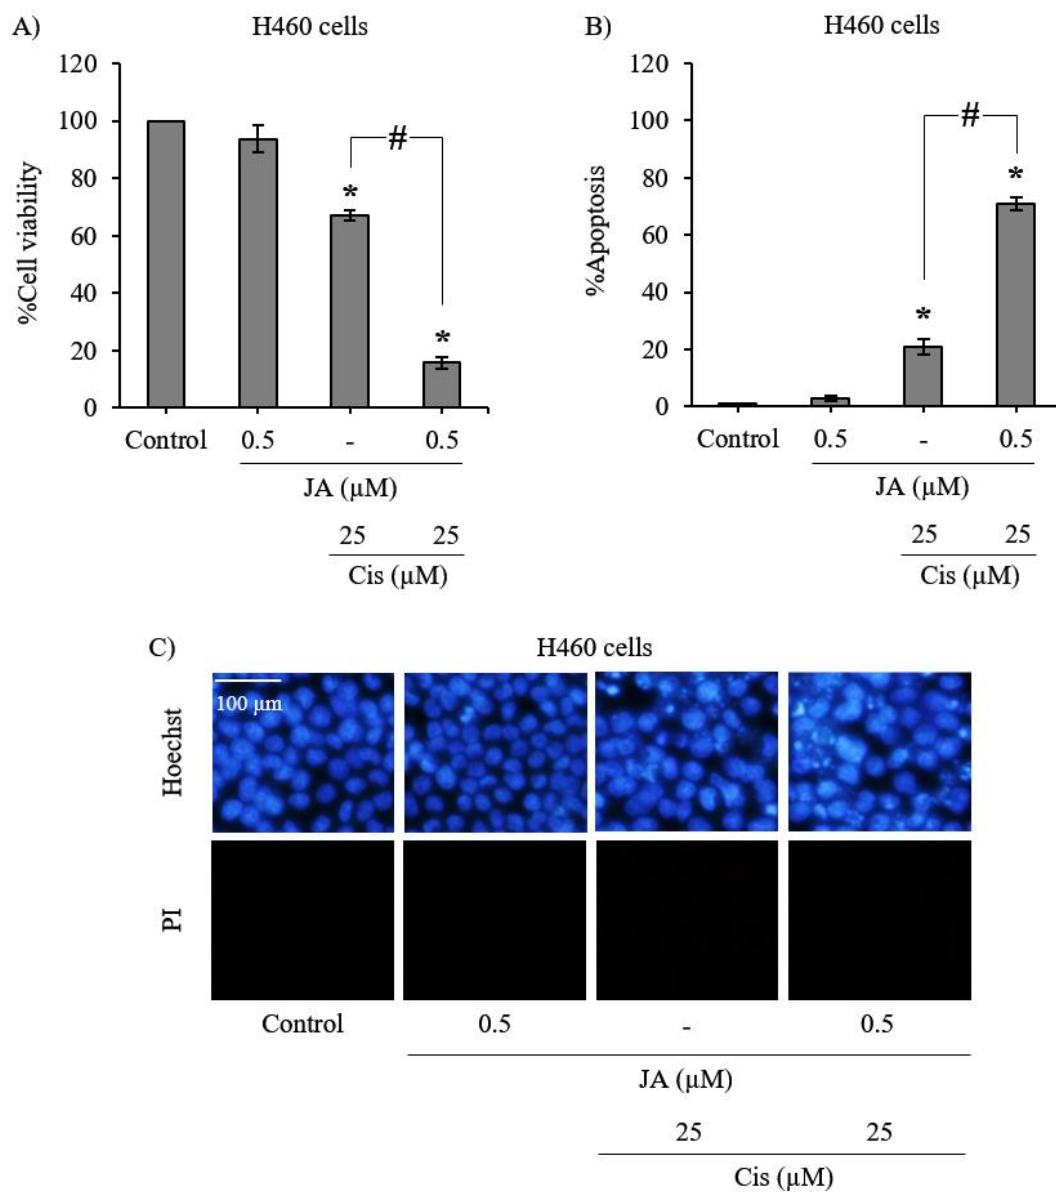 A)
H460 cells
%Cell viability
120
100
80
60
40
20
0
#
*
*
Control 0.5 - 0.5
JA (µM)
25 25
Cis (µM)
B)
H460 cells
%Apoptosis
120
100
80
60
40
20
0
#
*
*
Control 0.5 - 0.5
JA (µM)
25 25
Cis (µM)
C)
H460 cells
100 µm
Hoechst
PI
Control 0.5 - 0.5
JA (µM)
25 25
Cis (µM)